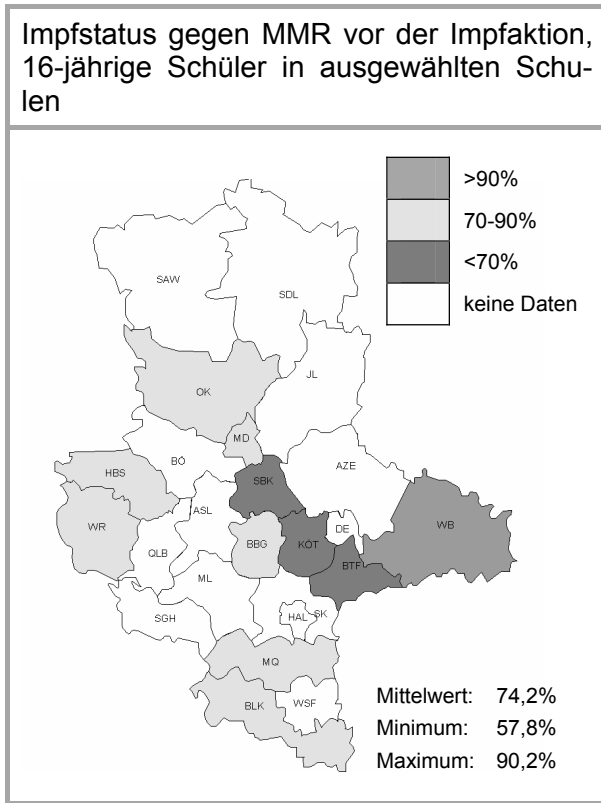 Impfstatus gegen MMR vor der Impfaktion,
16-jährige Schüler in ausgewählten Schu-
len
>90%
70-90%
<70%
keine Daten
SAW
SDL
JL
OK
MD
BÖ
AZE
HBS
SBK
ASL
WB
WR
DE
KÖT
BBG
QLB
BTF
ML
SGH
HAL
SK
MQ
BLK
WSF
Mittelwert: 74,2%
Minimum: 57,8%
Maximum: 90,2%